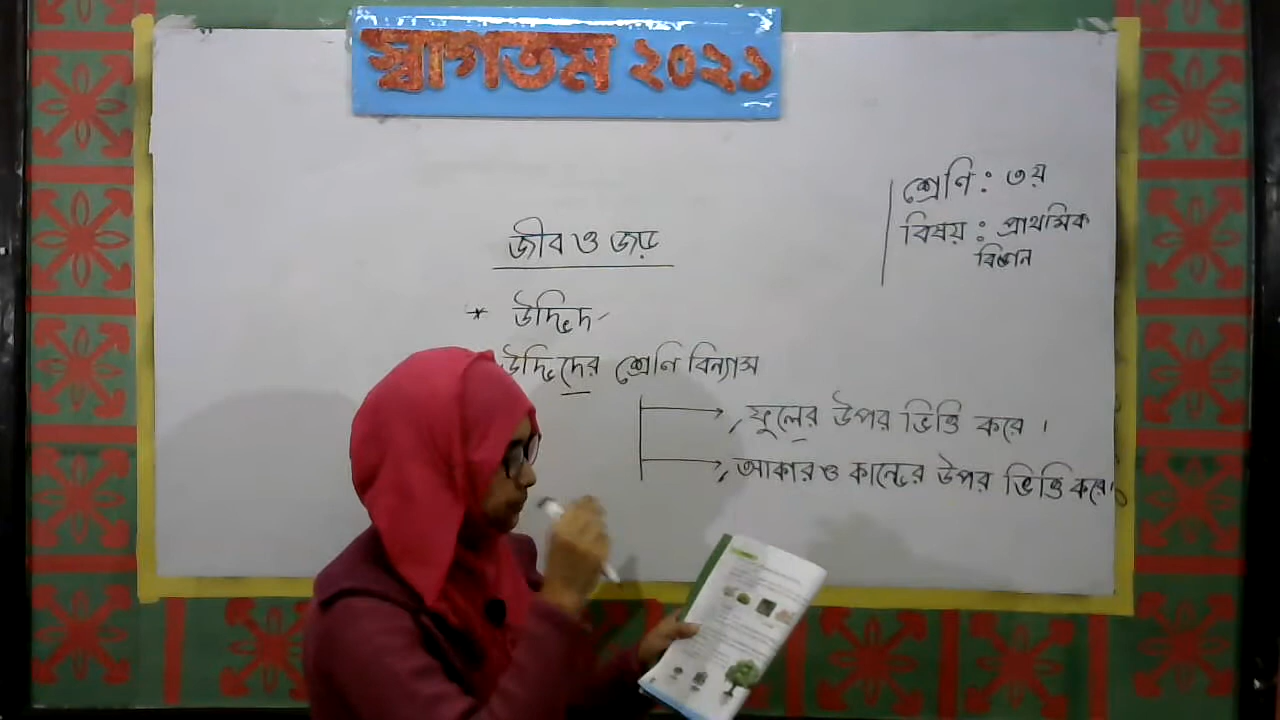 স্বাগতম ২০২১
শ্রেণি : ৩য়
বিষয় : প্রাথমিক
বিজ্ঞান
জীব ও জড়
* উদ্ভিদ
উদ্ভিদের শ্রেণি বিন্যাস
ফুলের উপর ভিত্তি করে ।
আকার ও কান্ডের উপর ভিত্তি করে।